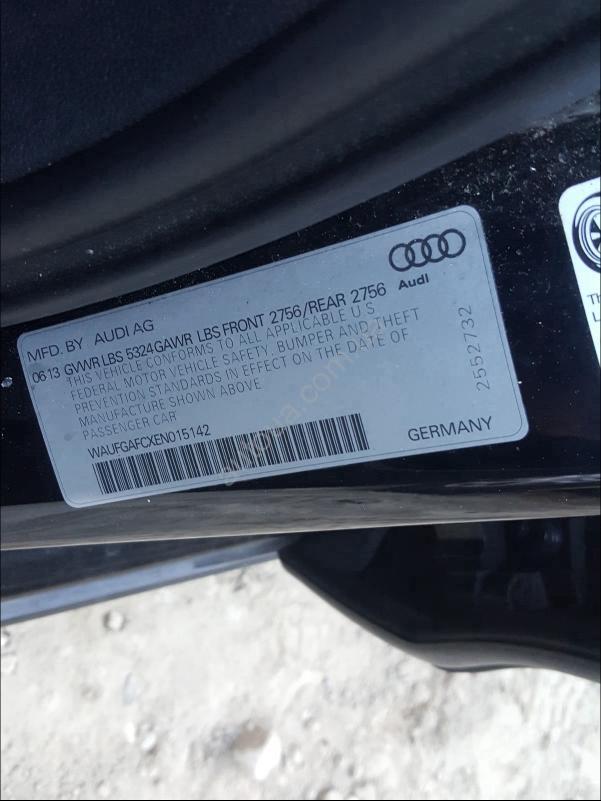 Audi
MFD. BY AUDI AG
06 13 GVWR LBS 5324 GAWR LBS FRONT 2756/REAR 2756
THIS VEHICLE CONFORMS TO ALL APPLICABLE U S
FEDERAL MOTOR VEHICLE SAFETY, BUMPER AND THEFT
PREVENTION STANDARDS IN EFFECT ON THE DATE OF
MANUFACTURE SHOWN ABOVE
PASSENGER CAR
WAUFGAFCXEN015142
GERMANY
2552732